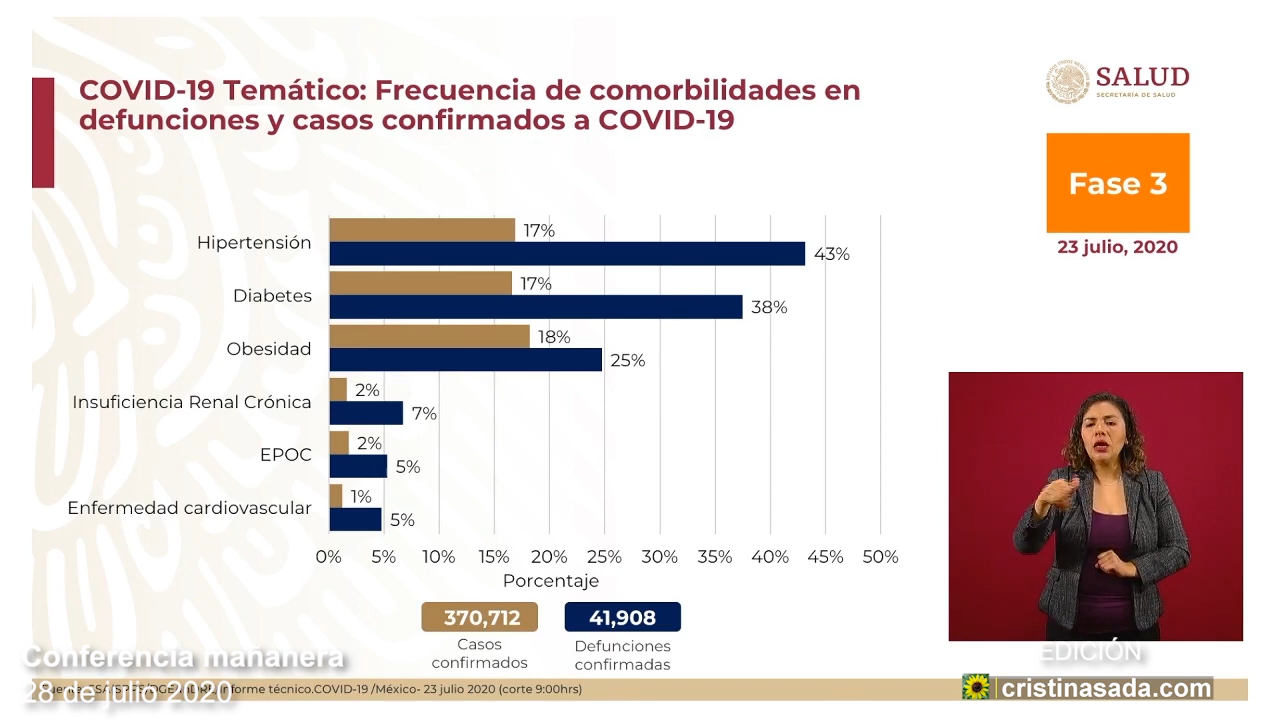 COVID-19 Temático: Frecuencia de comorbilidades en
defunciones y casos confirmados a COVID-19
SALUD
SECRETARÍA DE SALUD
Fase 3
23 julio, 2020
Hipertensión
17%
43%
Diabetes
17%
38%
Obesidad
18%
25%
Insuficiencia Renal Crónica
2%
7%
EPOC
2%
5%
Enfermedad cardiovascular
1%
5%
0% 5% 10% 15% 20% 25% 30% 35% 40% 45% 50%
Porcentaje
370,712
41,908
Casos
confirmados
Defunciones
confirmadas
EDICIÓN
Conferencia mañanera
28 de julio 2020
Informe técnico.COVID-19 /México- 23 julio 2020 (corte 9:00hrs)
cristinasada.com